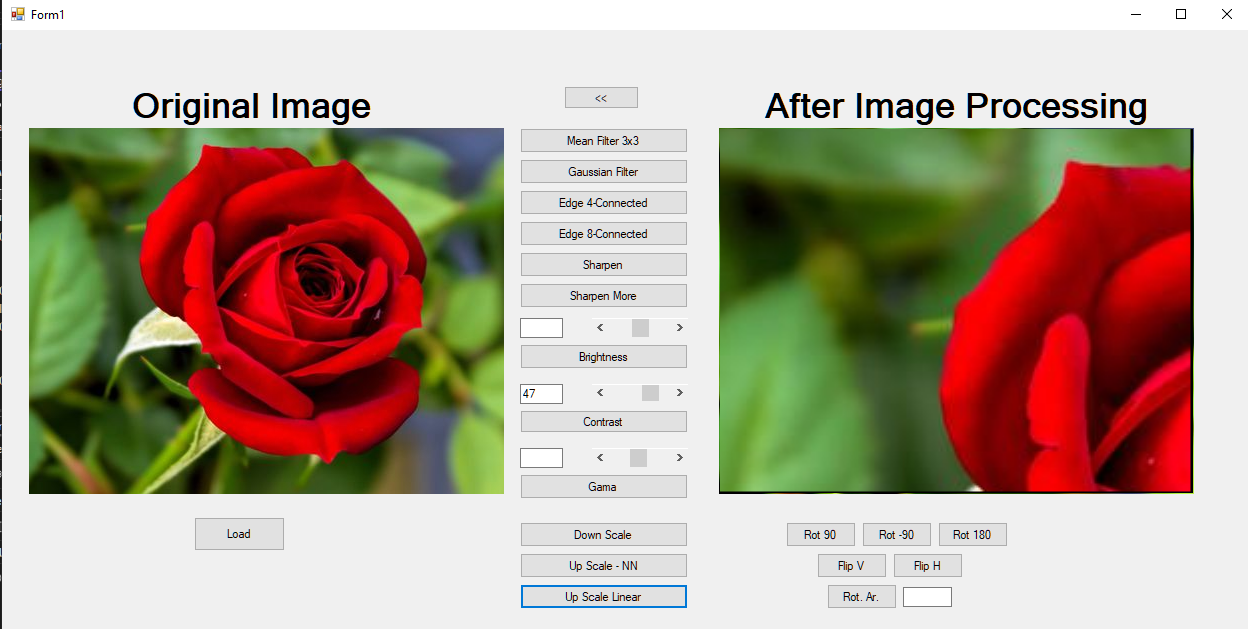 Form1
Original Image
<<
After Image Processing
Mean Filter 3x3
Gaussian Filter
Edge 4-Connected
Edge 8-Connected
Sharpen
Sharpen More
Brightness
47
Contrast
Gama
Load
Down Scale
Up Scale - NN
Up Scale Linear
Rot 90 Rot -90 Rot 180
Flip V Flip H
Rot. Ar.